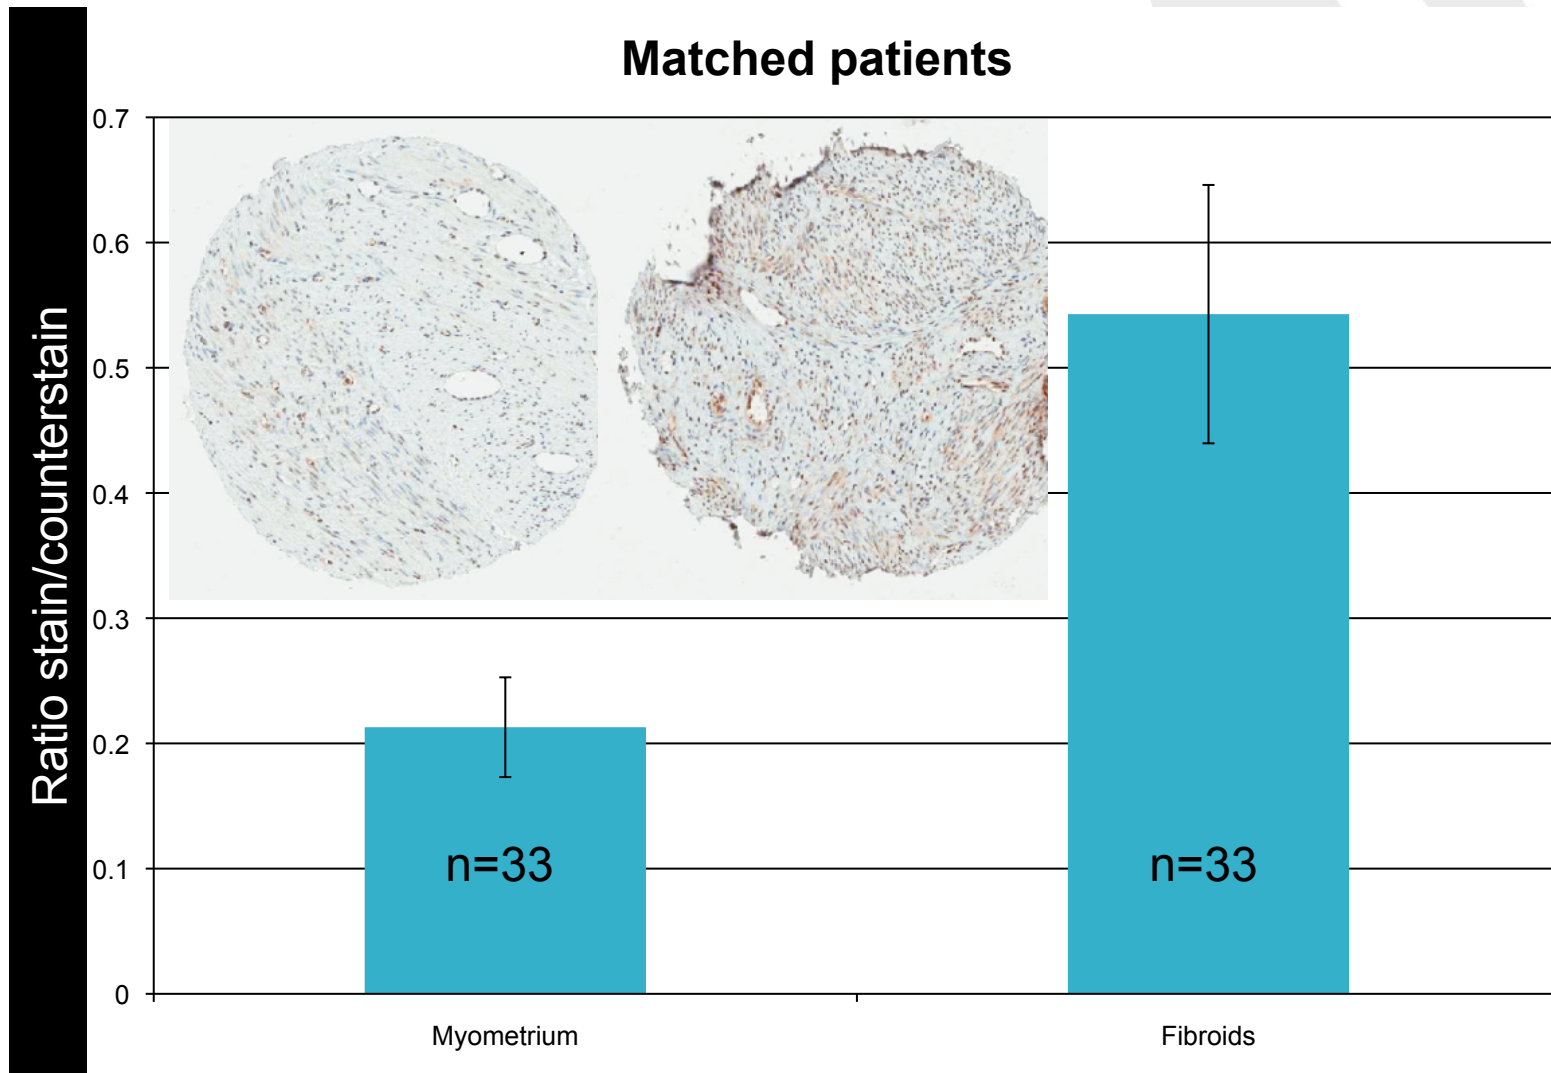 Matched patients
Ratio stain/counterstain
0.7
0.6
0.5
0.4
0.3
0.2
0.1
0
n=33
n=33
Myometrium
Fibroids